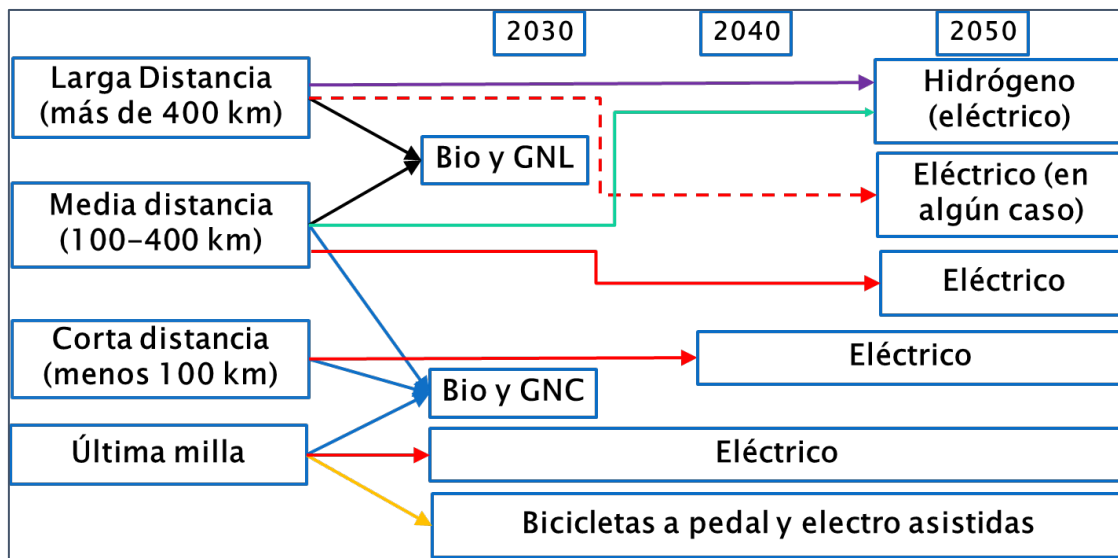 2030
2040
2050
Larga Distancia
(más de 400 km)
Hidrógeno
(eléctrico)
Bio y GNL
Eléctrico (en
algún caso)
Media distancia
(100-400 km)
Eléctrico
Corta distancia
(menos 100 km)
Eléctrico
Bio y GNC
Última milla
Eléctrico
Bicicletas a pedal y electro asistidas